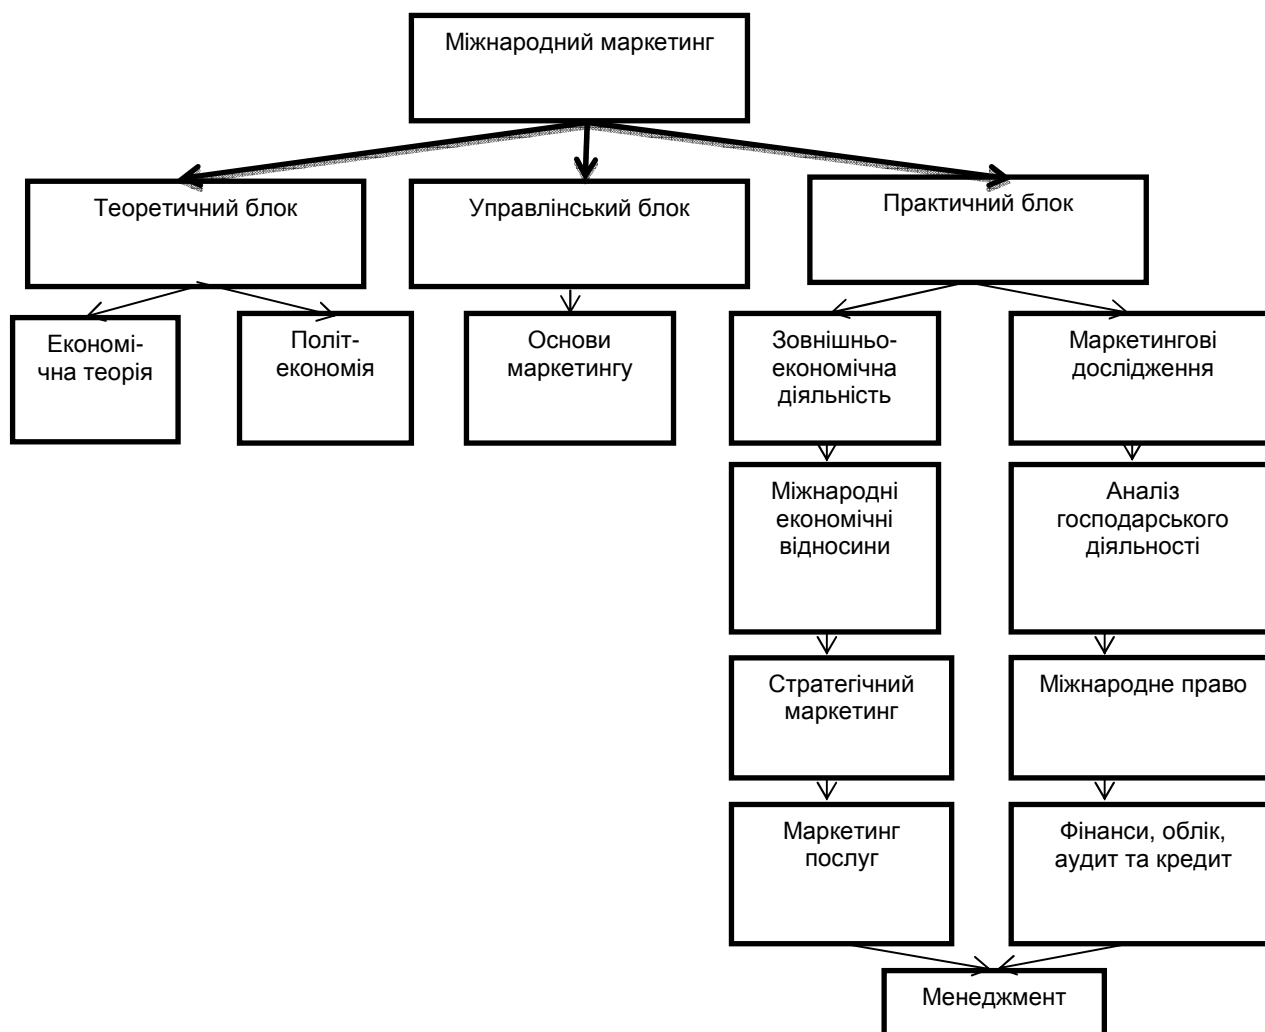 Міжнародний маркетинг
Теоретичний блок
Управлінський блок
Практичний блок
Економі-
чна теорія
Політ-
економія
Основи
маркетингу
Зовнішньо-
економічна
діяльність
Маркетингові
дослідження
Міжнародні
економічні
відносини
Аналіз
господарського
діяльності
Стратегічний
маркетинг
Міжнародне право
Маркетинг
послуг
Фінанси, облік,
аудит та кредит
Менеджмент